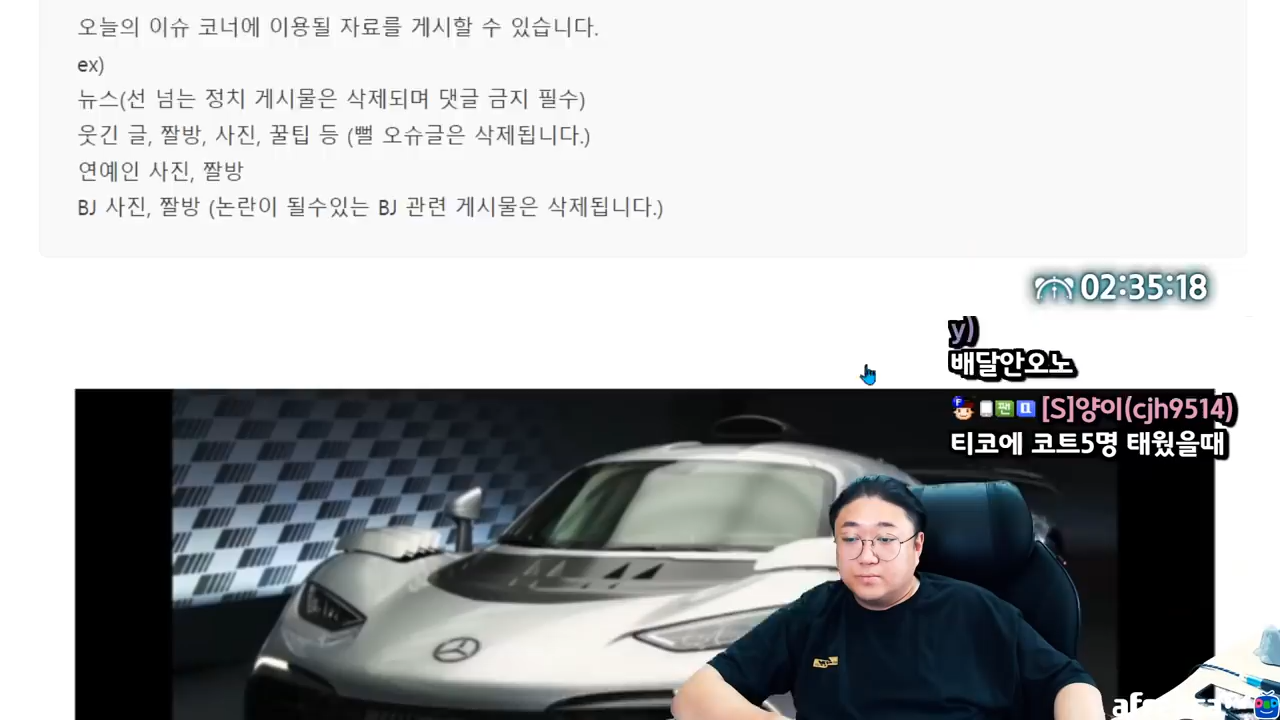 오늘의 이슈 코너에 이용될 자료를 게시할 수 있습니다.
ex)
뉴스(선 넘는 정치 게시물은 삭제되며 댓글 금지 필수)
웃긴 글, 짤방, 사진, 꿀팁 등 (뻘 오슈글은 삭제됩니다.)
연예인 사진, 짤방
BJ 사진, 짤방 (논란이 될수있는 BJ 관련 게시물은 삭제됩니다.)
02:35:18
y)
배달안오노
[S]양이(cjh9514)
티코에 코트5명 태웠을때